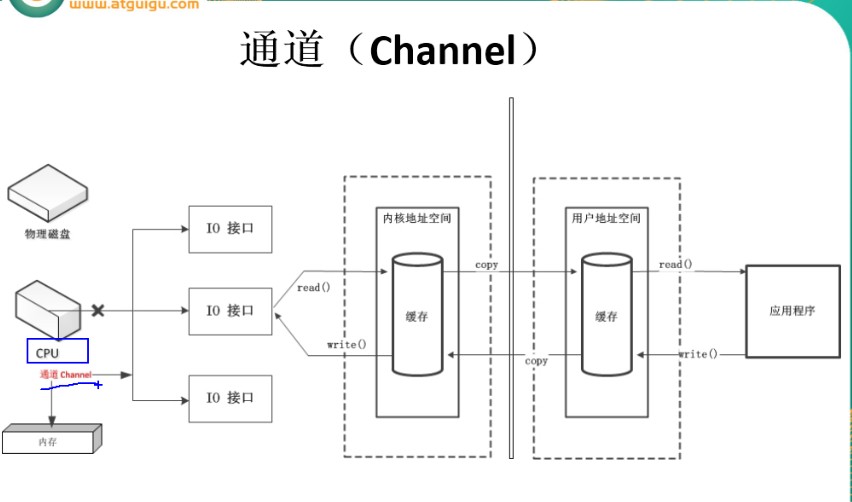 www.atguigu.com
通道（Channel）
物理磁盘
CPU
通道 Channel
内存
IO 接口
IO 接口
IO 接口
read()
write()
内核地址空间
缓存
copy
copy
用户地址空间
缓存
read()
write()
应用程序